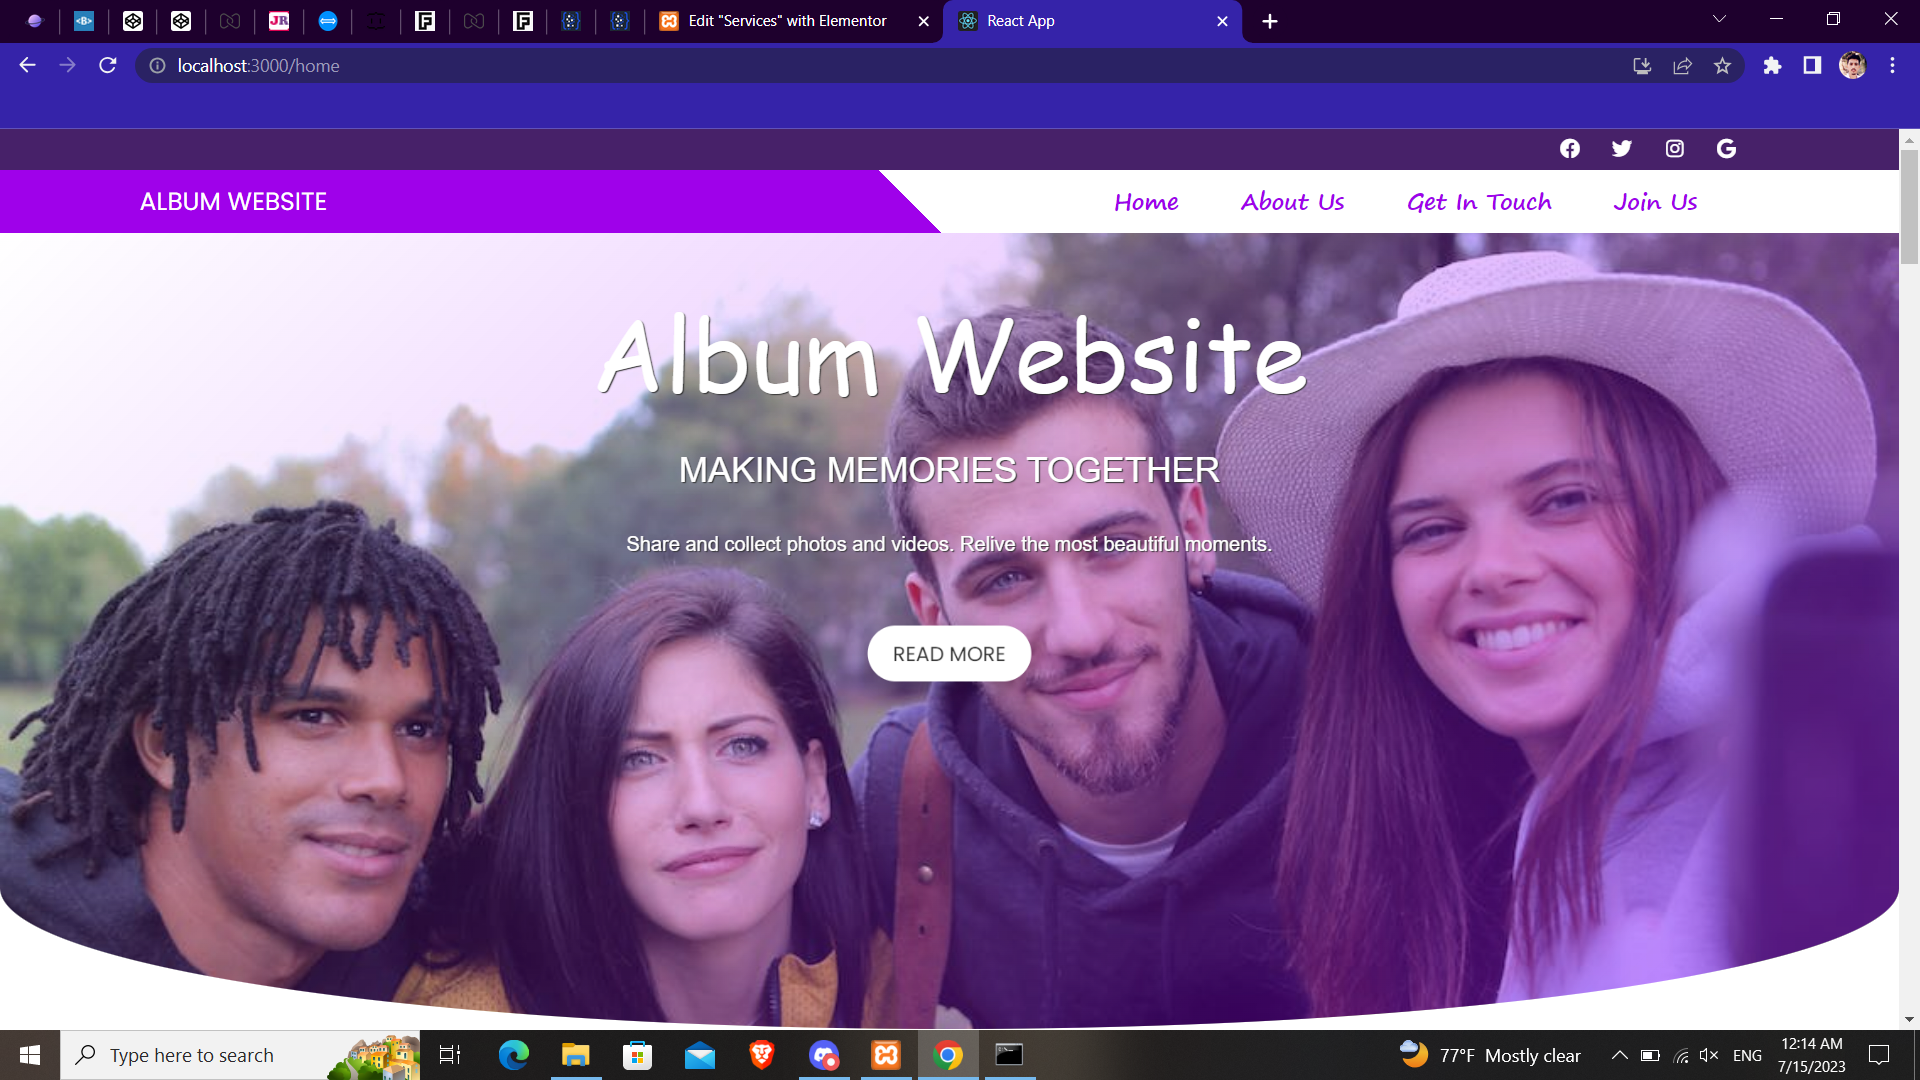 Edit "Services" with Elementor
React App
localhost:3000/home
ALBUM WEBSITE
Home
About Us
Get In Touch
Join Us
Album Website
MAKING MEMORIES TOGETHER
Share and collect photos and videos. Relive the most beautiful moments.
READ MORE
Type here to search
77°F Mostly clear
ENG
12:14 AM
7/15/2023